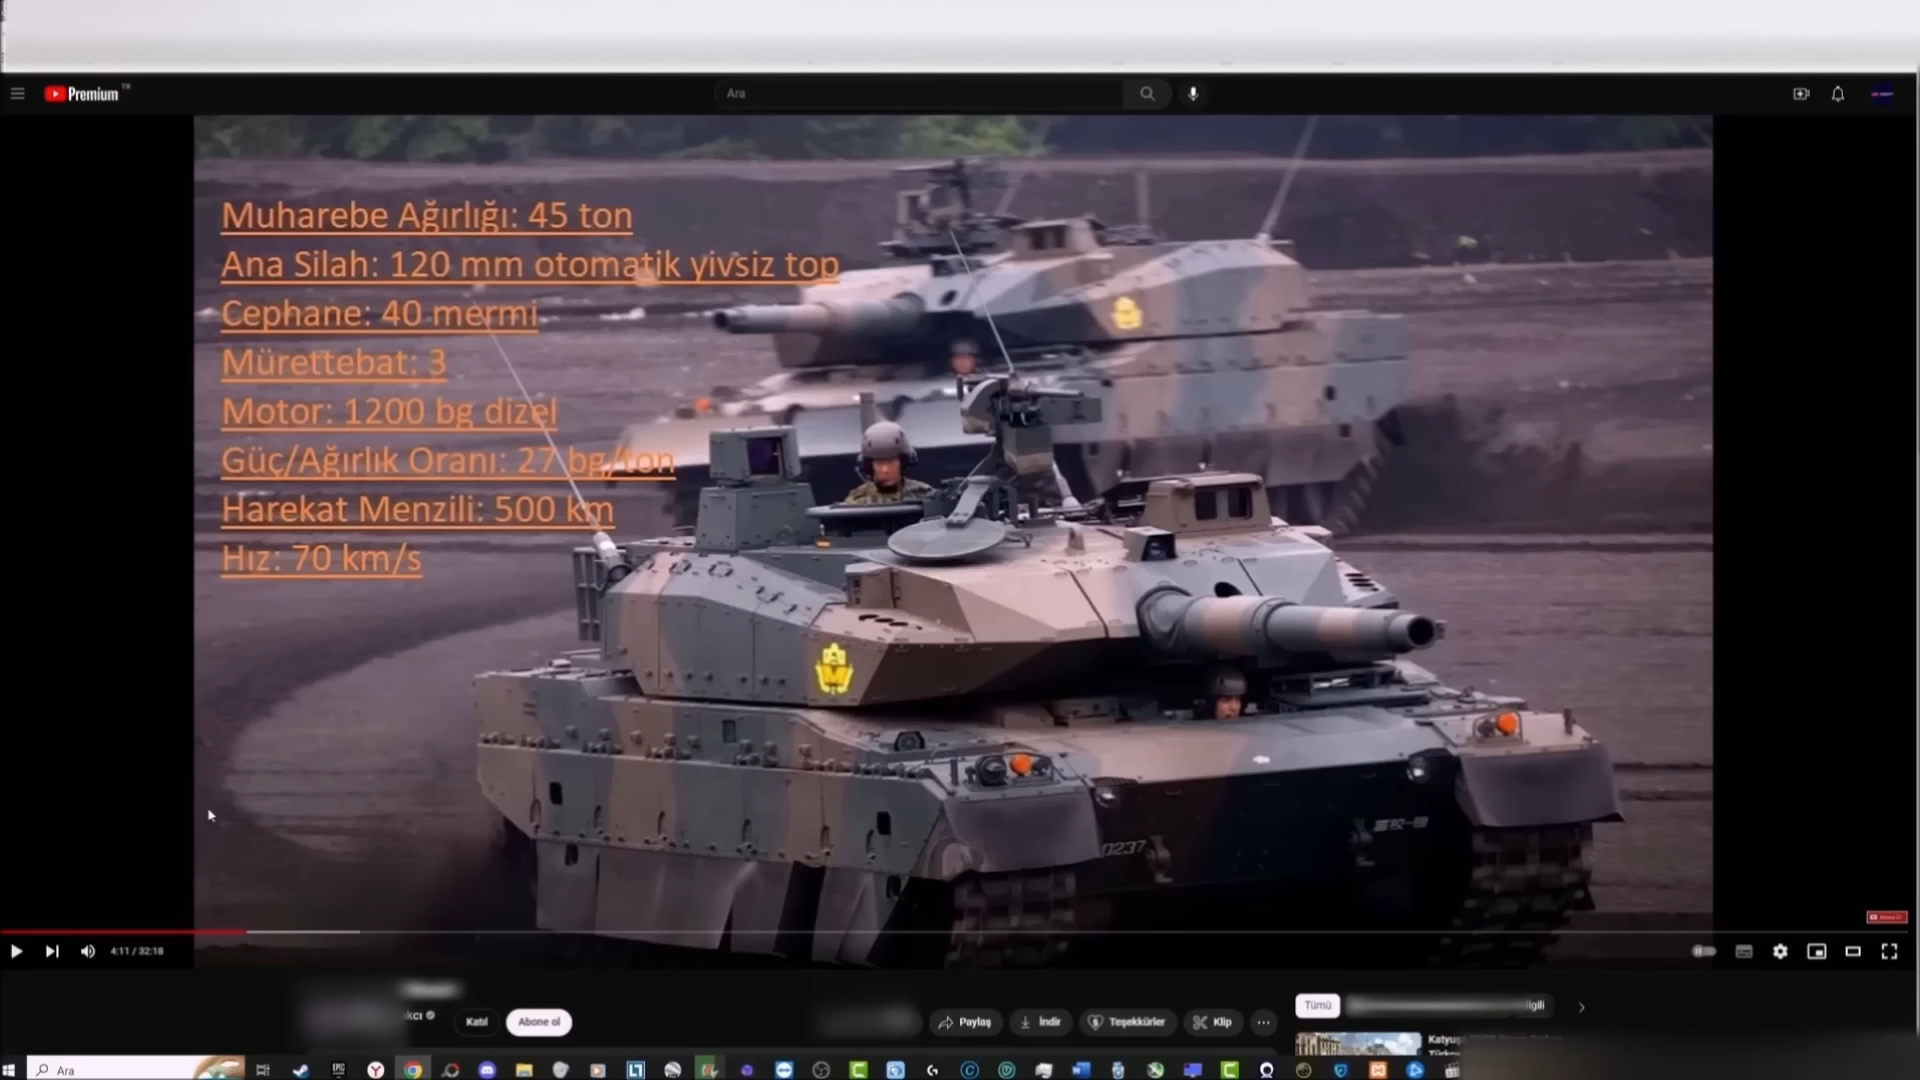 Premium TR
Ara
Muharebe Ağırlığı: 45 ton
Ana Silah: 120 mm otomatik yivsiz top
Cephane: 40 mermi
Mürettebat: 3
Motor: 1200 bg dizel
Güç/Ağırlık Oranı: 27 bg/ton
Harekat Menzili: 500 km
Hız: 70 km/s
0237
4:11 / 32:18
Katıl
Abone ol
Paylaş
İndir
Teşekkürler
Klip
Tümü
İlgili
Ara